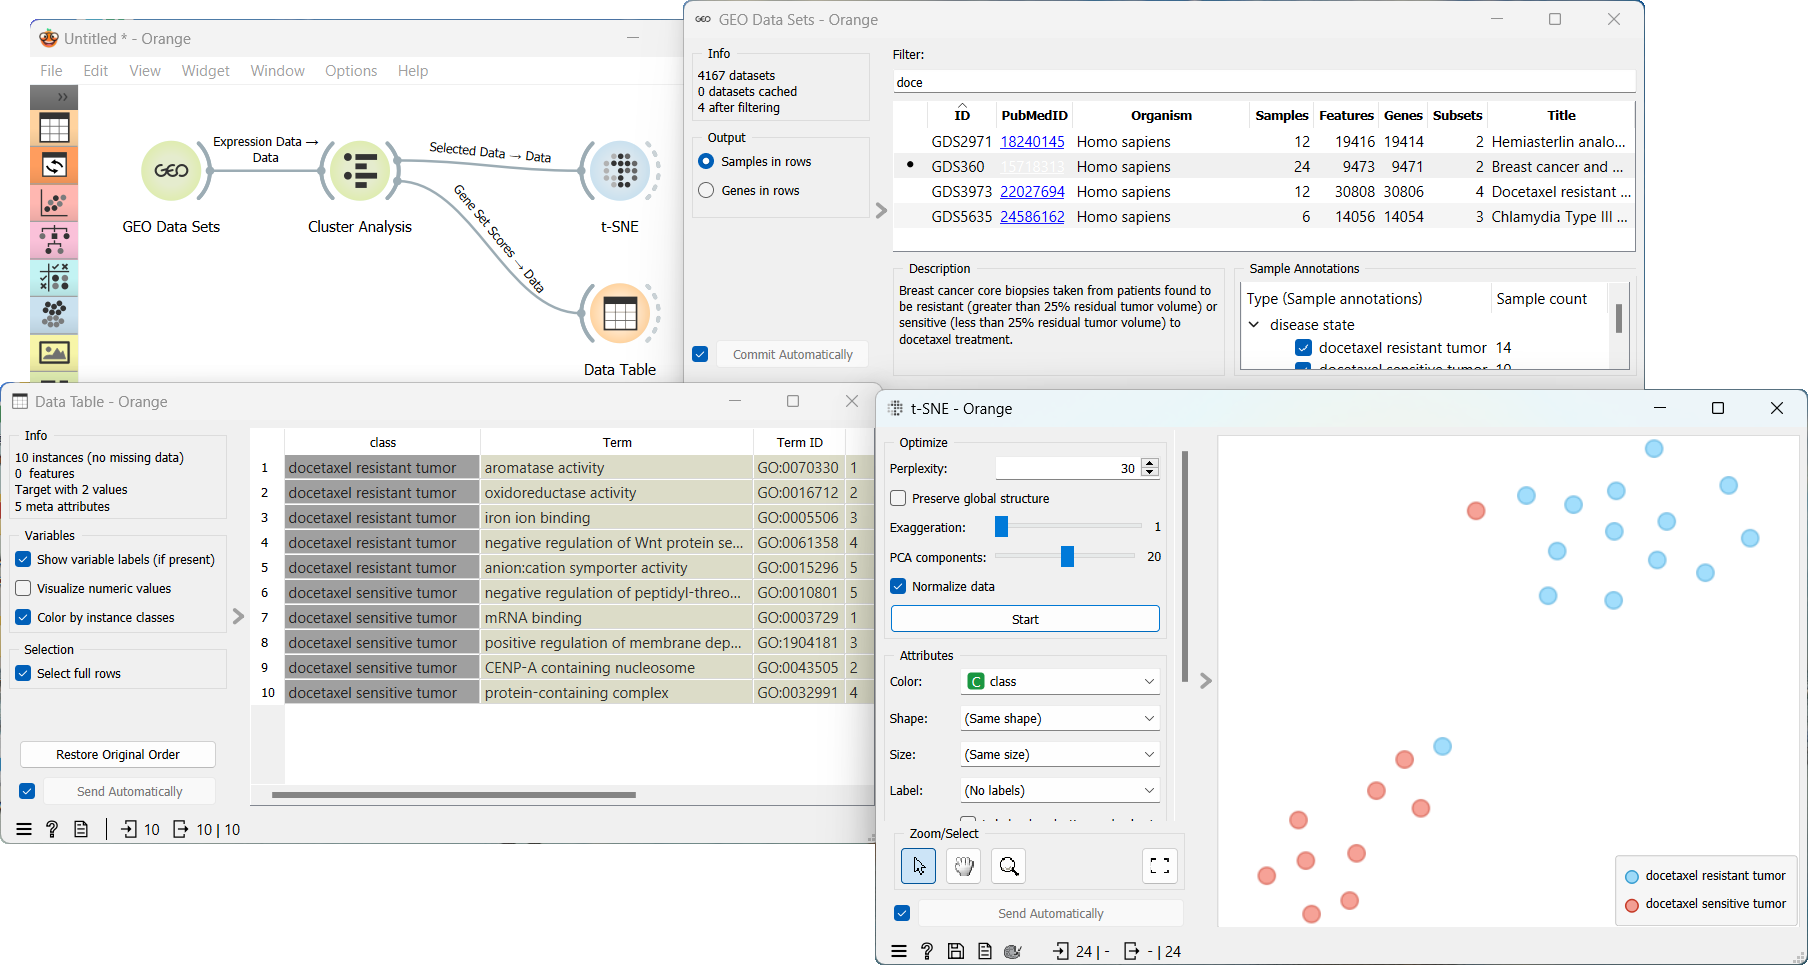 Untitled * - Orange
File Edit View Widget Window Options Help
GEO
GEO Data Sets
Expression Data → Data
Cluster Analysis
Selected Data → Data
Gene Set Scores → Data
t-SNE
Data Table
GEO GEO Data Sets - Orange
Info
4167 datasets
0 datasets cached
4 after filtering
Output
Samples in rows
Genes in rows
Commit Automatically
Filter:
doce
ID PubMedID Organism Samples Features Genes Subsets Title
GDS2971 18240145 Homo sapiens 12 19416 19414 2 Hemiasterlin analo...
GDS360 15718313 Homo sapiens 24 9473 9471 2 Breast cancer and ...
GDS3973 22027694 Homo sapiens 12 30808 30806 4 Docetaxel resistant ...
GDS5635 24586162 Homo sapiens 6 14056 14054 3 Chlamydia Type III ...
Description
Breast cancer core biopsies taken from patients found to
be resistant (greater than 25% residual tumor volume) or
sensitive (less than 25% residual tumor volume) to
docetaxel treatment.
Sample Annotations
Type (Sample annotations) Sample count
disease state
docetaxel resistant tumor 14
docetaxel sensitive tumor 10
Data Table - Orange
Info
10 instances (no missing data)
0 features
Target with 2 values
5 meta attributes
Variables
Show variable labels (if present)
Visualize numeric values
Color by instance classes
Selection
Select full rows
Restore Original Order
Send Automatically
10 10 | 10
class Term Term ID
1 docetaxel resistant tumor aromatase activity GO:0070330 1
2 docetaxel resistant tumor oxidoreductase activity GO:0016712 2
3 docetaxel resistant tumor iron ion binding GO:0005506 3
4 docetaxel resistant tumor negative regulation of Wnt protein se... GO:0061358 4
5 docetaxel resistant tumor anion:cation symporter activity GO:0015296 5
6 docetaxel sensitive tumor negative regulation of peptidyl-threo... GO:0010801 5
7 docetaxel sensitive tumor mRNA binding GO:0003729 1
8 docetaxel sensitive tumor positive regulation of membrane dep... GO:1904181 3
9 docetaxel sensitive tumor CENP-A containing nucleosome GO:0043505 2
10 docetaxel sensitive tumor protein-containing complex GO:0032991 4
t-SNE - Orange
Optimize
Perplexity: 30
Preserve global structure
Exaggeration: 1
PCA components: 20
Normalize data
Start
Attributes
Color: C class
Shape: (Same shape)
Size: (Same size)
Label: (No labels)
Zoom/Select
Send Automatically
24 | - - | 24
docetaxel resistant tumor
docetaxel sensitive tumor